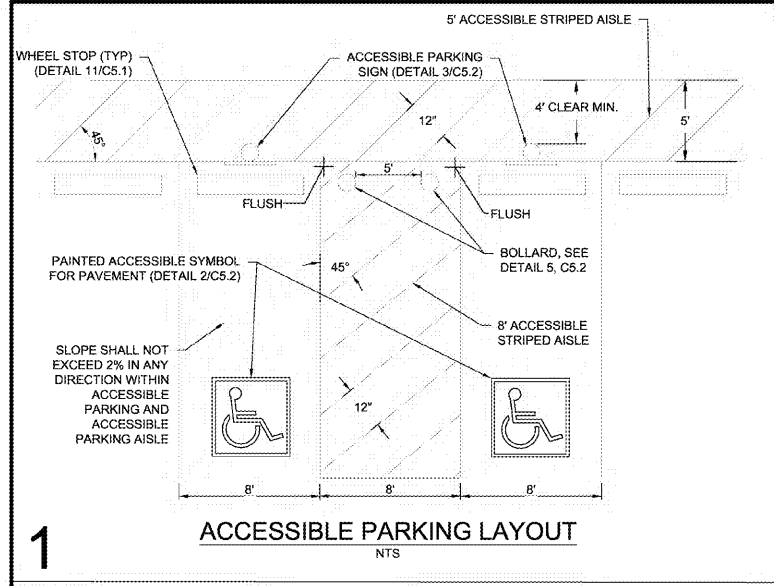 5' ACCESSIBLE STRIPED AISLE
WHEEL STOP (TYP)
(DETAIL 11/C5.1)
ACCESSIBLE PARKING
SIGN (DETAIL 3/C5.2)
4' CLEAR MIN.
12"
5'
45°
5'
FLUSH
FLUSH
BOLLARD, SEE
DETAIL 5, C5.2
PAINTED ACCESSIBLE SYMBOL
FOR PAVEMENT (DETAIL 2/C5.2)
45°
8' ACCESSIBLE
STRIPED AISLE
SLOPE SHALL NOT
EXCEED 2% IN ANY
DIRECTION WITHIN
ACCESSIBLE
PARKING AND
ACCESSIBLE
PARKING AISLE
12"
8'
8'
8'
1
ACCESSIBLE PARKING LAYOUT
NTS